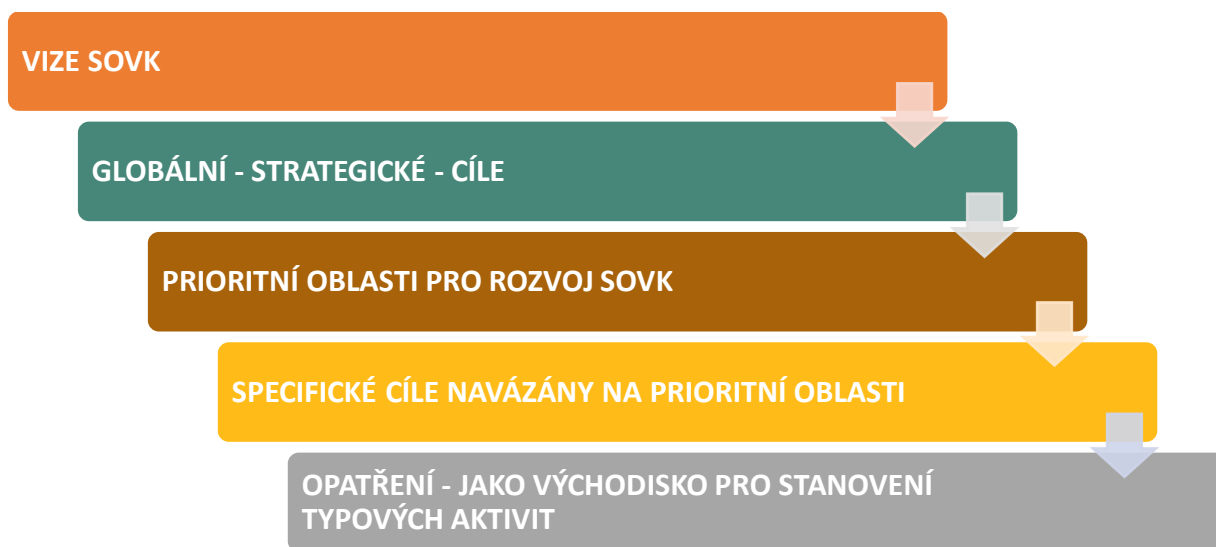 VIZE SOVK
GLOBÁLNÍ - STRATEGICKÉ - CÍLE
PRIORITNÍ OBLASTI PRO ROZVOJ SOVK
SPECIFICKÉ CÍLE NAVÁZÁNY NA PRIORITNÍ OBLASTI
OPATŘENÍ - JAKO VÝCHODISKO PRO STANOVENÍ
TYPOVÝCH AKTIVIT